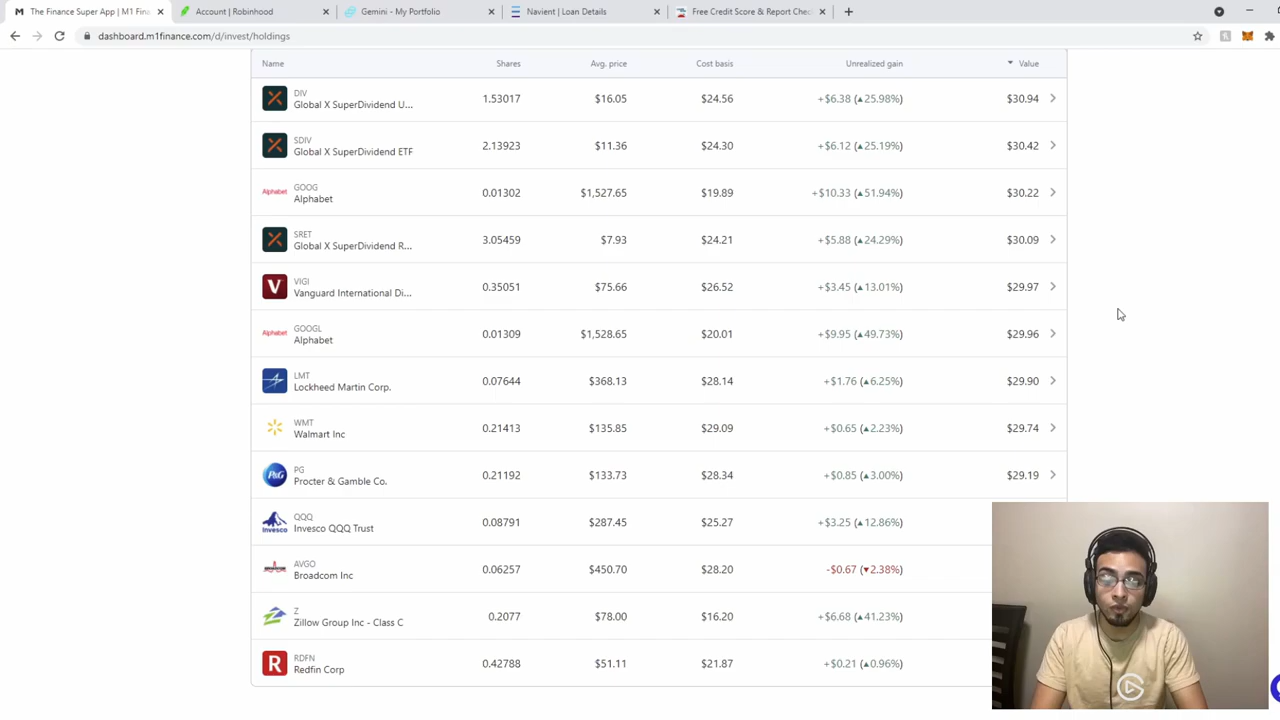 The Finance Super App | M1 Fina
Account | Robinhood
Gemini - My Portfolio
Navient | Loan Details
Free Credit Score & Report Chec
dashboard.m1finance.com/d/invest/holdings
Name Shares Avg. price Cost basis Unrealized gain ▼ Value
DIV
Global X SuperDividend U... 1.53017 $16.05 $24.56 +$6.38 (▲25.98%) $30.94
SDIV
Global X SuperDividend ETF 2.13923 $11.36 $24.30 +$6.12 (▲25.19%) $30.42
Alphabet
GOOG
Alphabet 0.01302 $1,527.65 $19.89 +$10.33 (▲51.94%) $30.22
SRET
Global X SuperDividend R... 3.05459 $7.93 $24.21 +$5.88 (▲24.29%) $30.09
V
VIGI
Vanguard International Di... 0.35051 $75.66 $26.52 +$3.45 (▲13.01%) $29.97
Alphabet
GOOGL
Alphabet 0.01309 $1,528.65 $20.01 +$9.95 (▲49.73%) $29.96
LMT
Lockheed Martin Corp. 0.07644 $368.13 $28.14 +$1.76 (▲6.25%) $29.90
WMT
Walmart Inc 0.21413 $135.85 $29.09 +$0.65 (▲2.23%) $29.74
P&G
PG
Procter & Gamble Co. 0.21192 $133.73 $28.34 +$0.85 (▲3.00%) $29.19
Invesco
QQQ
Invesco QQQ Trust 0.08791 $287.45 $25.27 +$3.25 (▲12.86%)
AVGO
Broadcom Inc 0.06257 $450.70 $28.20 -$0.67 (▼2.38%)
Z
Zillow Group Inc - Class C 0.2077 $78.00 $16.20 +$6.68 (▲41.23%)
R
RDFN
Redfin Corp 0.42788 $51.11 $21.87 +$0.21 (▲0.96%)